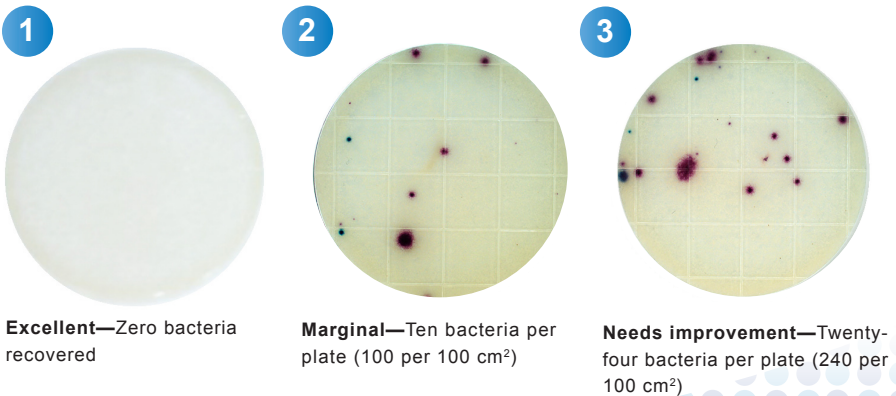 1
2
3
Excellent—Zero bacteria
recovered
Marginal—Ten bacteria per
plate (100 per 100 cm²)
Needs improvement—Twenty-
four bacteria per plate (240 per
100 cm²)